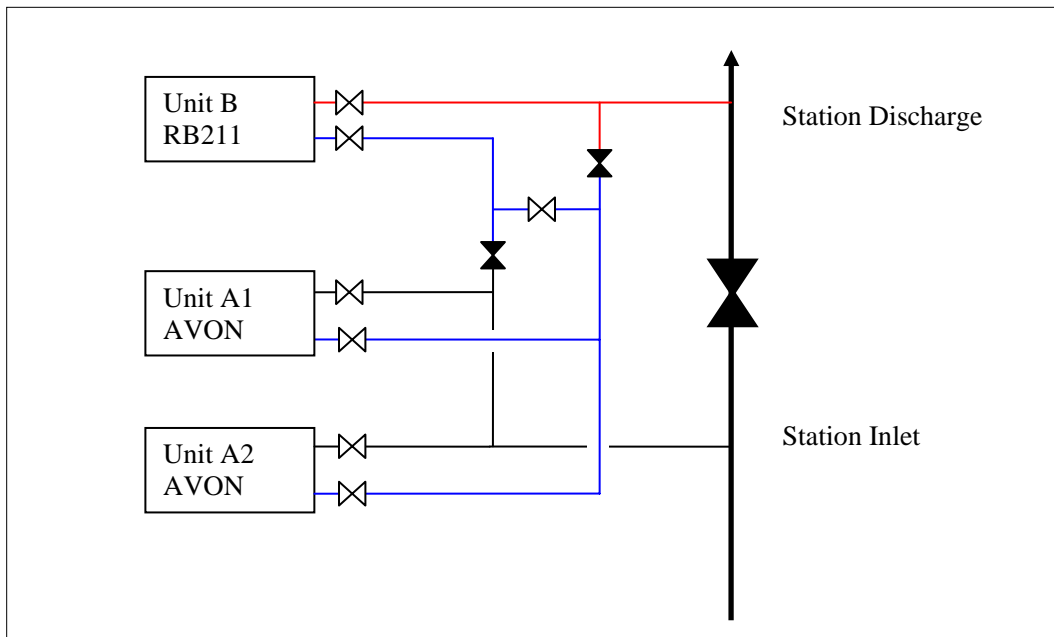 Unit B
RB211
Station Discharge
Unit A1
AVON
Unit A2
AVON
Station Inlet